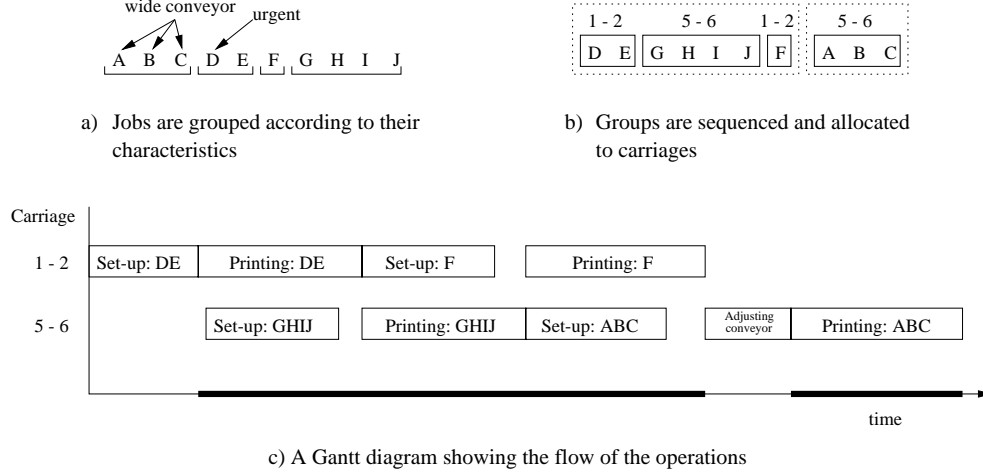 wide conveyor
urgent
A B C D E F G H I J
a) Jobs are grouped according to their
characteristics
1 - 2 5 - 6 1 - 2 5 - 6
D E G H I J F A B C
b) Groups are sequenced and allocated
to carriages
Carriage
1 - 2
Set-up: DE
Printing: DE
Set-up: F
Printing: F
5 - 6
Set-up: GHIJ
Printing: GHIJ
Set-up: ABC
Adjusting
conveyor
Printing: ABC
time
c) A Gantt diagram showing the flow of the operations